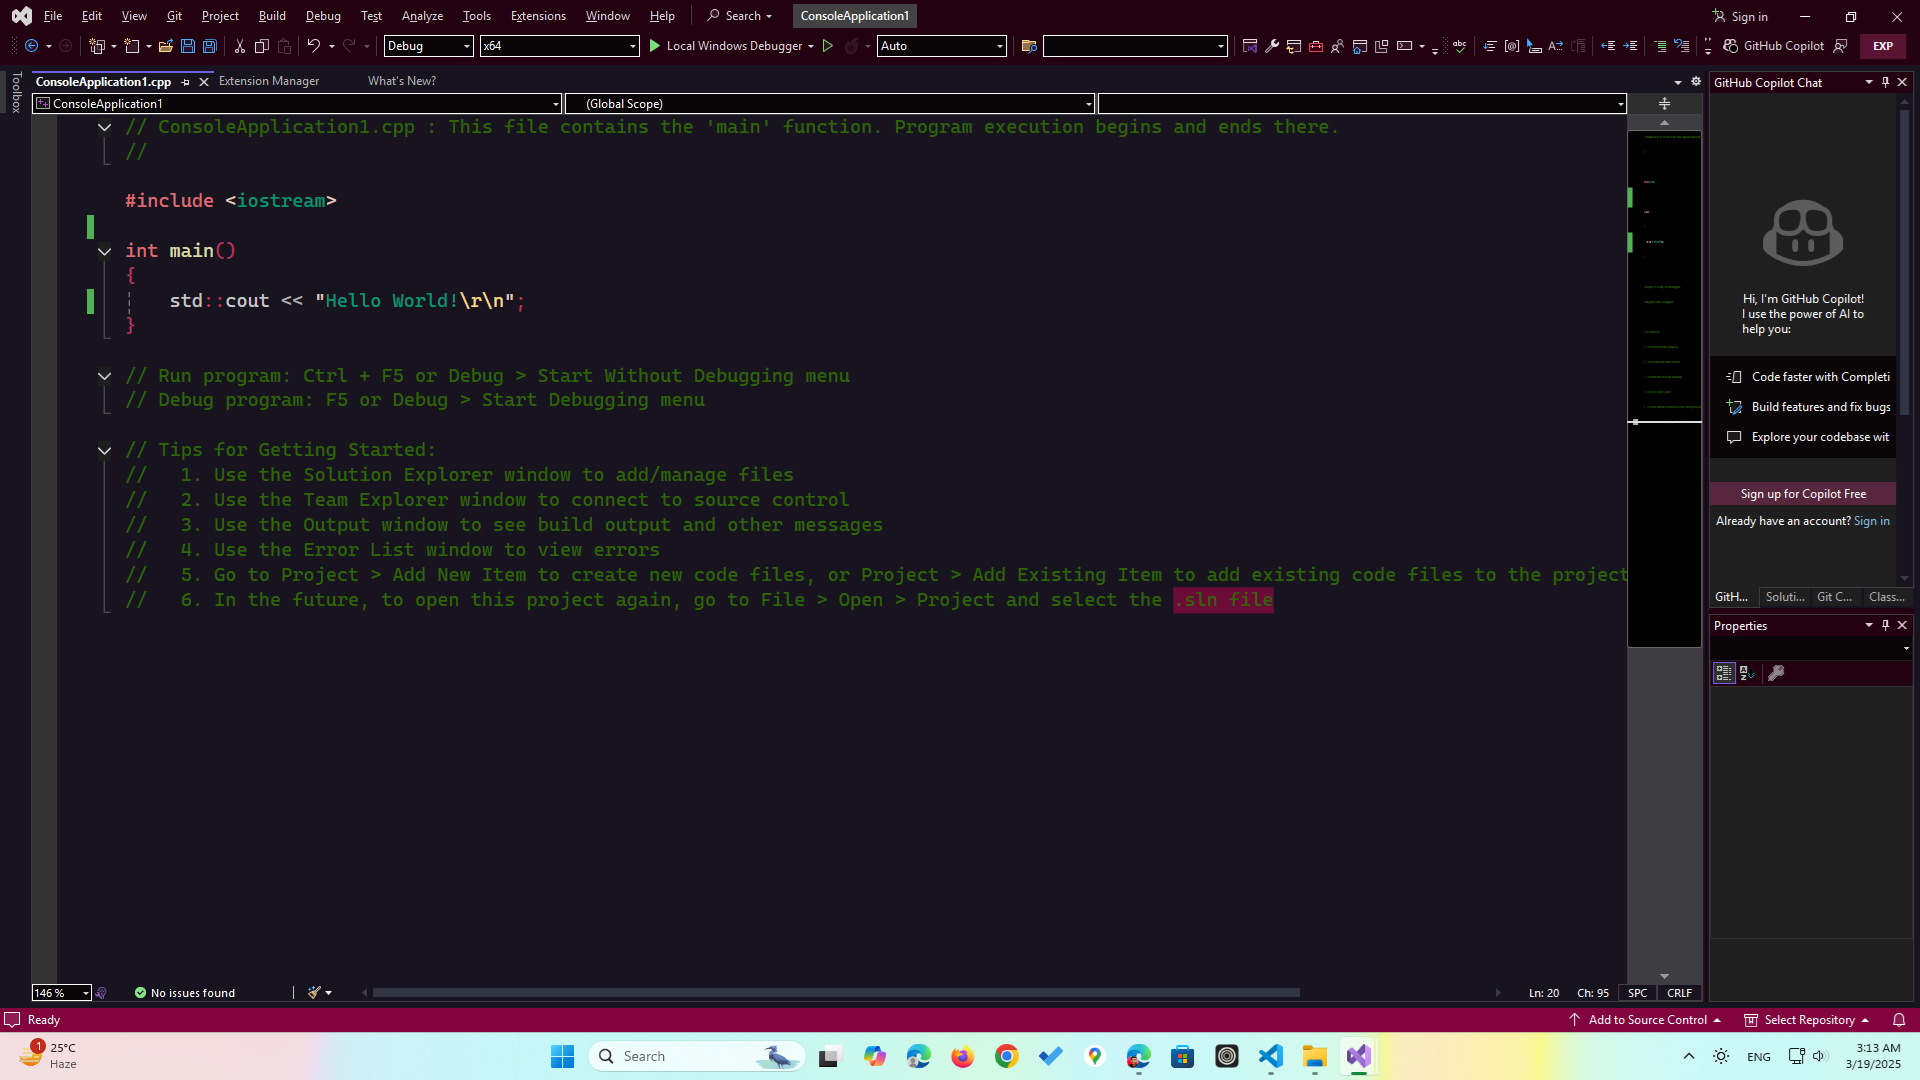 File Edit View Git Project Build Debug Test Analyze Tools Extensions Window Help Search ConsoleApplication1 Sign in
Debug x64 Local Windows Debugger Auto GitHub Copilot EXP
Toolbox
ConsoleApplication1.cpp Extension Manager What's New?
ConsoleApplication1 (Global Scope)
// ConsoleApplication1.cpp : This file contains the 'main' function. Program execution begins and ends there.
//
#include <iostream>
int main()
{
std::cout << "Hello World!\r\n";
}
// Run program: Ctrl + F5 or Debug > Start Without Debugging menu
// Debug program: F5 or Debug > Start Debugging menu
// Tips for Getting Started:
//   1. Use the Solution Explorer window to add/manage files
//   2. Use the Team Explorer window to connect to source control
//   3. Use the Output window to see build output and other messages
//   4. Use the Error List window to view errors
//   5. Go to Project > Add New Item to create new code files, or Project > Add Existing Item to add existing code files to the project
//   6. In the future, to open this project again, go to File > Open > Project and select the .sln file
GitHub Copilot Chat
Hi, I'm GitHub Copilot!
I use the power of AI to
help you:
Code faster with Completi
Build features and fix bugs
Explore your codebase wit
Sign up for Copilot Free
Already have an account? Sign in
GitH... Soluti... Git C... Class...
Properties
146 % No issues found Ln: 20 Ch: 95 SPC CRLF
Ready Add to Source Control Select Repository
1
25°C
Haze
Search
ENG
3:13 AM
3/19/2025